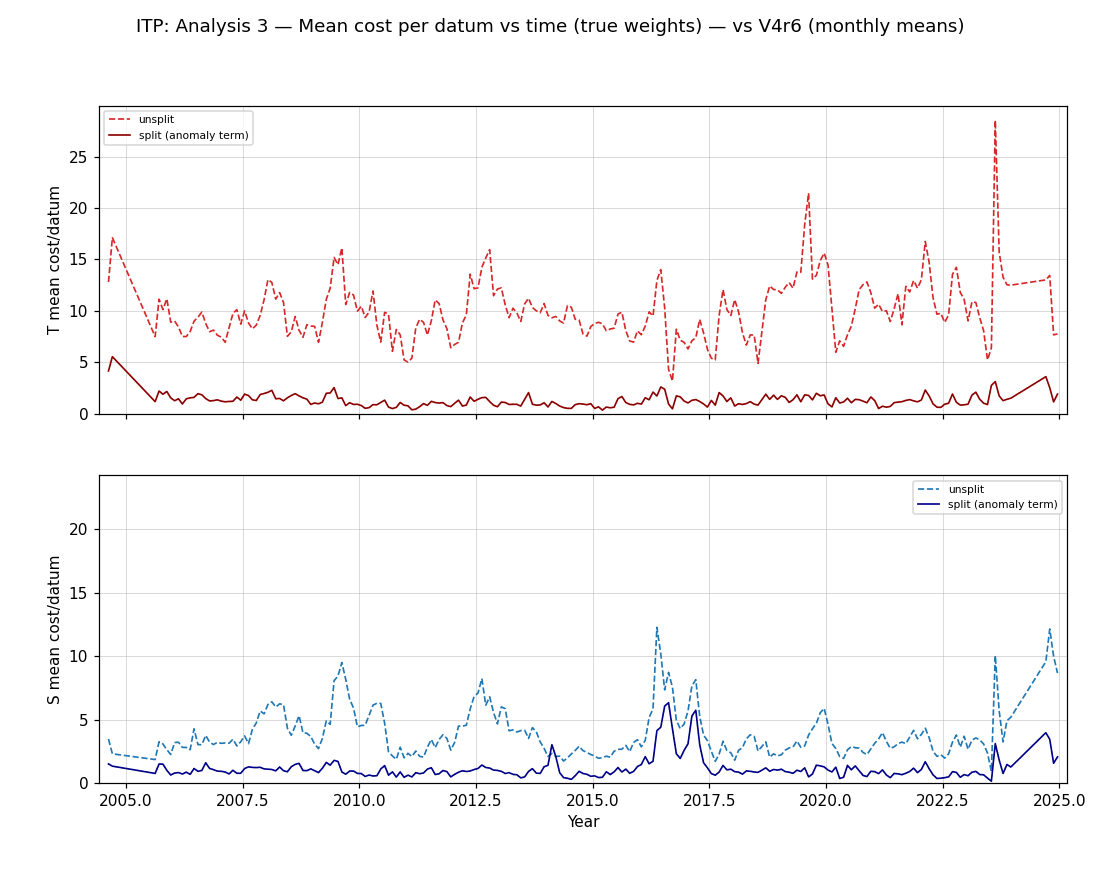 ITP: Analysis 3 — Mean cost per datum vs time (true weights) — vs V4r6 (monthly means)
T mean cost/datum
25
20
15
10
5
0
unsplit
split (anomaly term)
S mean cost/datum
20
15
10
5
0
unsplit
split (anomaly term)
2005.0 2007.5 2010.0 2012.5 2015.0 2017.5 2020.0 2022.5 2025.0
Year